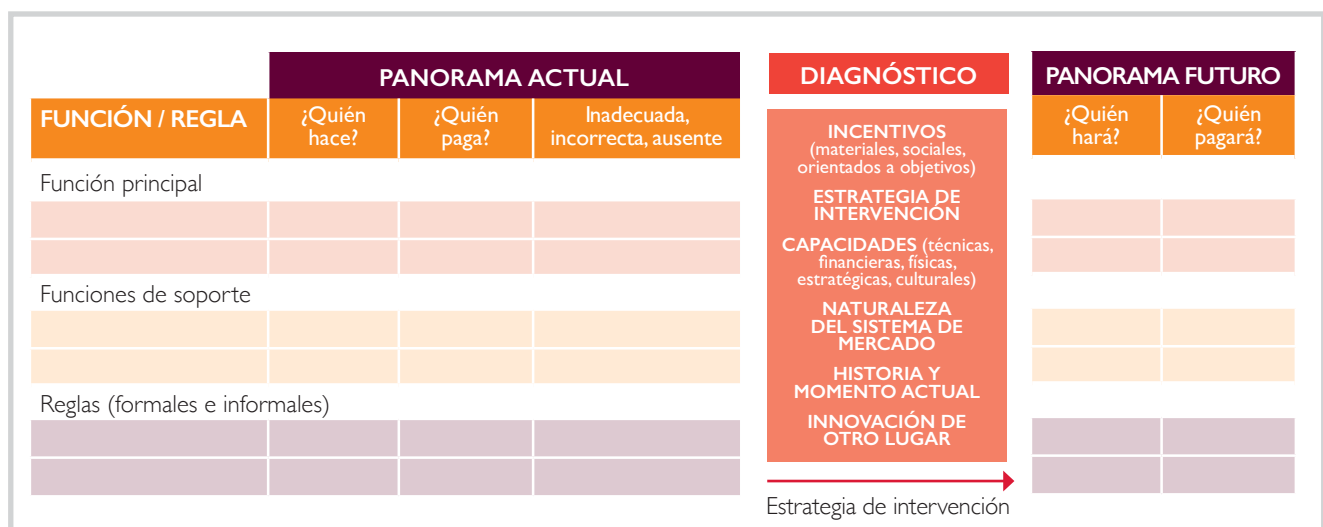 PANORAMA ACTUAL
FUNCIÓN / REGLA
¿Quién
hace?
¿Quién
paga?
Inadecuada,
incorrecta, ausente
Función principal
Funciones de soporte
Reglas (formales e informales)
DIAGNÓSTICO
INCENTIVOS
(materiales, sociales,
orientados a objetivos)
ESTRATEGIA DE
INTERVENCIÓN
CAPACIDADES (técnicas,
financieras, físicas,
estratégicas, culturales)
NATURALEZA
DEL SISTEMA DE
MERCADO
HISTORIA Y
MOMENTO ACTUAL
INNOVACIÓN DE
OTRO LUGAR
Estrategia de intervención
PANORAMA FUTURO
¿Quién
hará?
¿Quién
pagará?